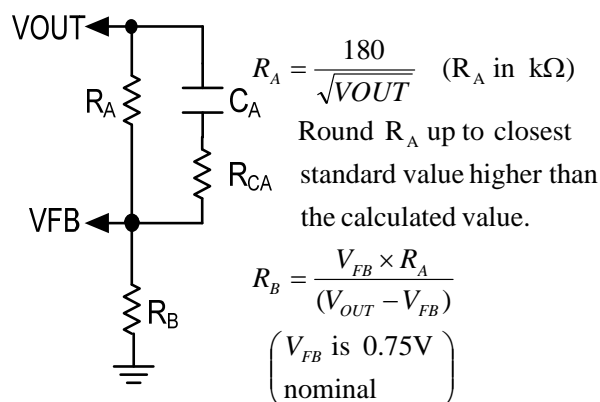 VOUT
R_A
C_A
R_CA
VFB
R_B
R_A = 180 / √VOUT (R_A in kΩ)
Round R_A up to closest
standard value higher than
the calculated value.
R_B = V_FB × R_A / (V_OUT − V_FB)
(V_FB is 0.75V
nominal)